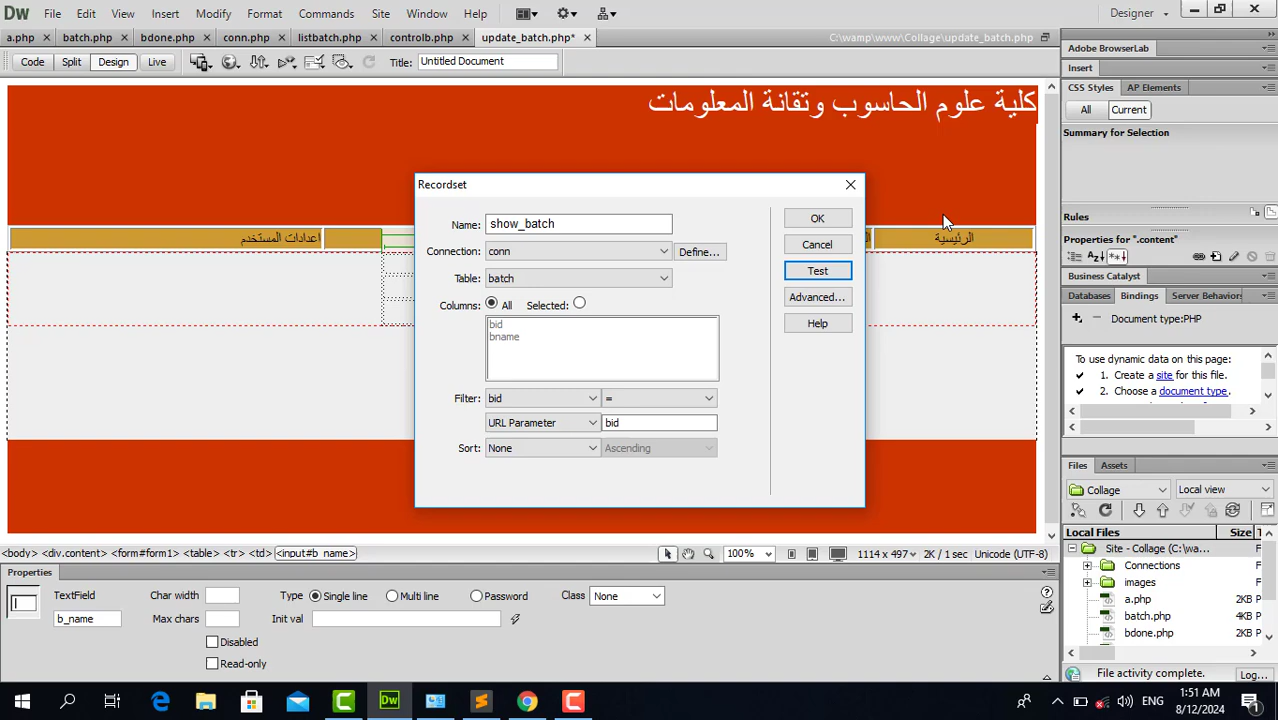 Dw File Edit View Insert Modify Format Commands Site Window Help Designer
a.php batch.php bdone.php conn.php listbatch.php controlb.php update_batch.php* C:\wamp\www\Collage\update_batch.php
Code Split Design Live Title: Untitled Document
كلية علوم الحاسوب وتقانة المعلومات
الرئيسية
اعدادات المستخدم
Recordset
Name: show_batch OK
Connection: conn Define... Cancel
Table: batch Test
Columns: All Selected: Advanced...
bid Help
bname
Filter: bid =
URL Parameter bid
Sort: None Ascending
Adobe BrowserLab
Insert
CSS Styles AP Elements
All Current
Summary for Selection
Rules
Properties for ".content"
Business Catalyst
Databases Bindings Server Behaviors
Document type:PHP
To use dynamic data on this page:
1. Create a site for this file.
2. Choose a document type.
Files Assets
Collage Local view
Local Files Size T
Site - Collage (C:\wa... F
Connections F
images F
a.php 2KB F
batch.php 4KB F
bdone.php 2KB F
File activity complete. Log...
<body> <div.content> <form#form1> <table> <tr> <td> <input#b_name> 100% 1114 x 497 2K / 1 sec Unicode (UTF-8)
Properties
TextField Char width Type Single line Multi line Password Class None
b_name Max chars Init val
Disabled
Read-only
Dw ENG 1:51 AM
8/12/2024 1